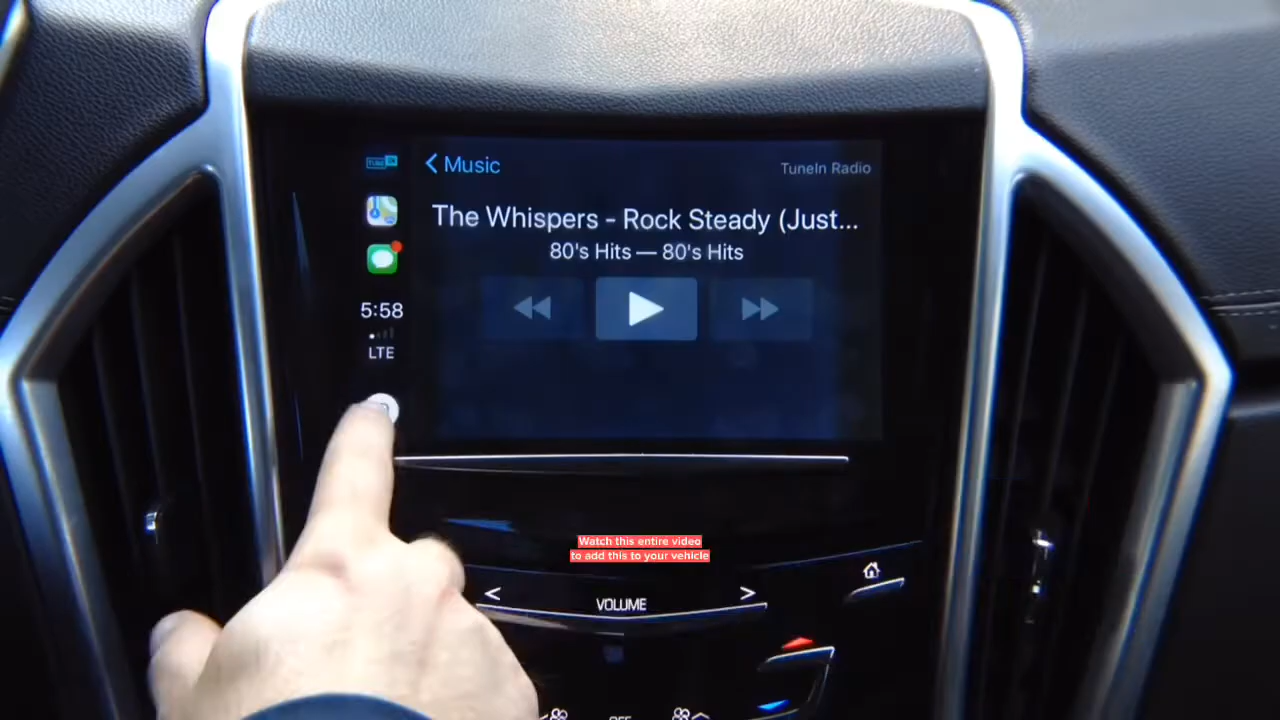 Music
TuneIn Radio
The Whispers - Rock Steady (Just...
80's Hits — 80's Hits
5:58
LTE
Watch this entire video
to add this to your vehicle
< >
VOLUME
OFF